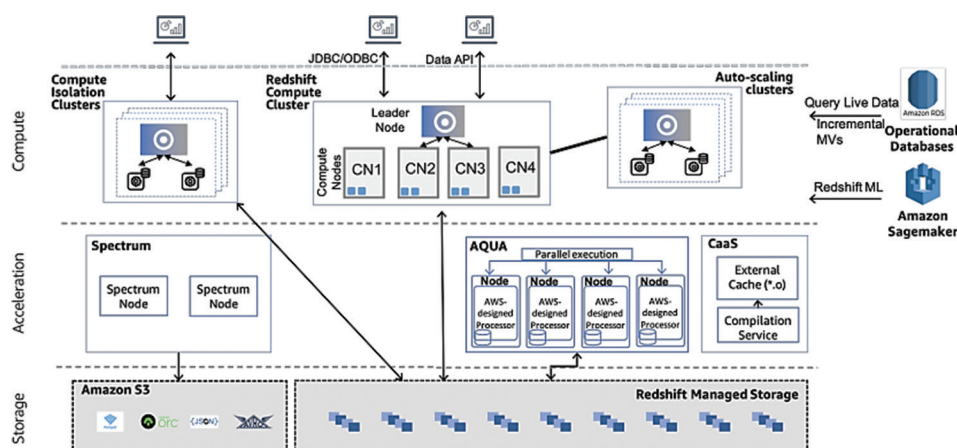 JDBC/ODBC
Data API
Compute
Isolation
Clusters
Redshift
Compute
Cluster
Auto-scaling
clusters
Compute
Leader
Node
Compute
Nodes
CN1
CN2
CN3
CN4
Query Live Data
Incremental
MVs
Amazon RDS
Operational
Databases
Redshift ML
Amazon
Sagemaker
Acceleration
Spectrum
Spectrum
Node
Spectrum
Node
AQUA
Parallel execution
Node
AWS-
designed
Processor
Node
AWS-
designed
Processor
Node
AWS-
designed
Processor
Node
AWS-
designed
Processor
CaaS
External
Cache (*.o)
Compilation
Service
Storage
Amazon S3
orc
{JSON}
Redshift Managed Storage